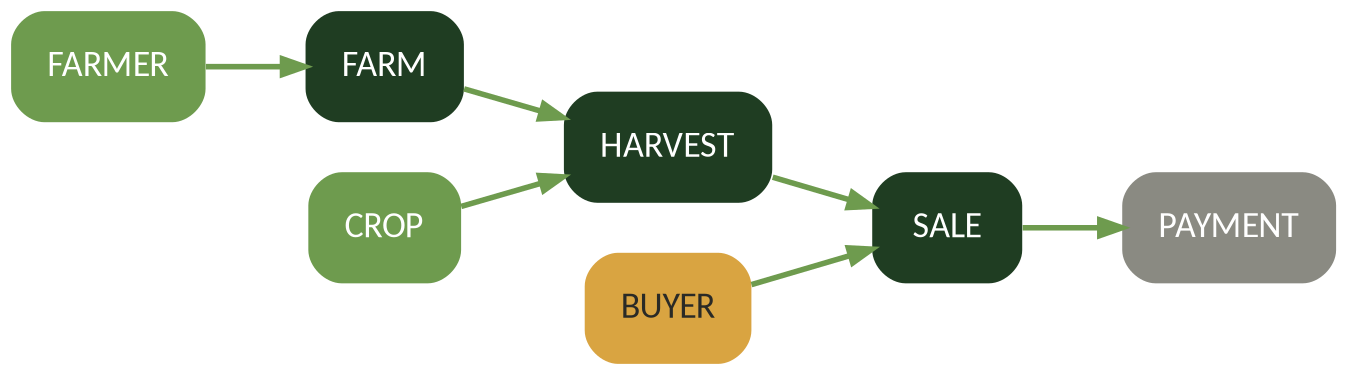 FARMER
FARM
HARVEST
CROP
SALE
PAYMENT
BUYER